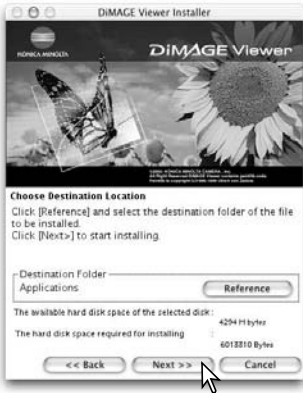 DiMAGE Viewer Installer
KONICA MINOLTA
DiMAGE Viewer
Choose Destination Location
Click [Reference] and select the destination folder of the file
to be installed.
Click [Next>] to start installing.
Destination Folder
Applications
Reference
The available hard disk space of the selected disk:
4294 M bytes
The hard disk space required for installing :
6018810 Bytes
<< Back Next >> Cancel